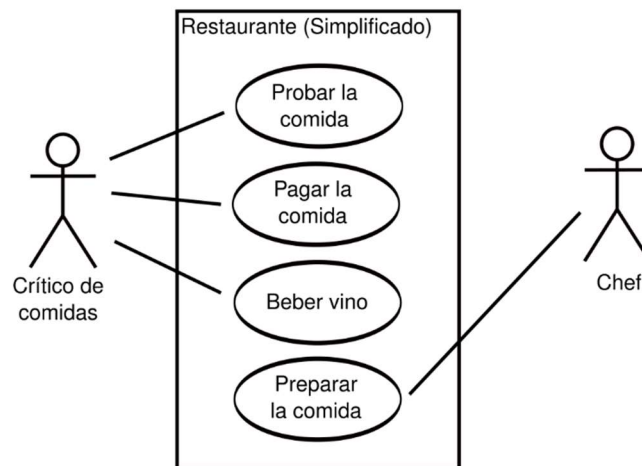 Restaurante (Simplificado)
Probar la
comida
Pagar la
comida
Beber vino
Preparar
la comida
Crítico de
comidas
Chef